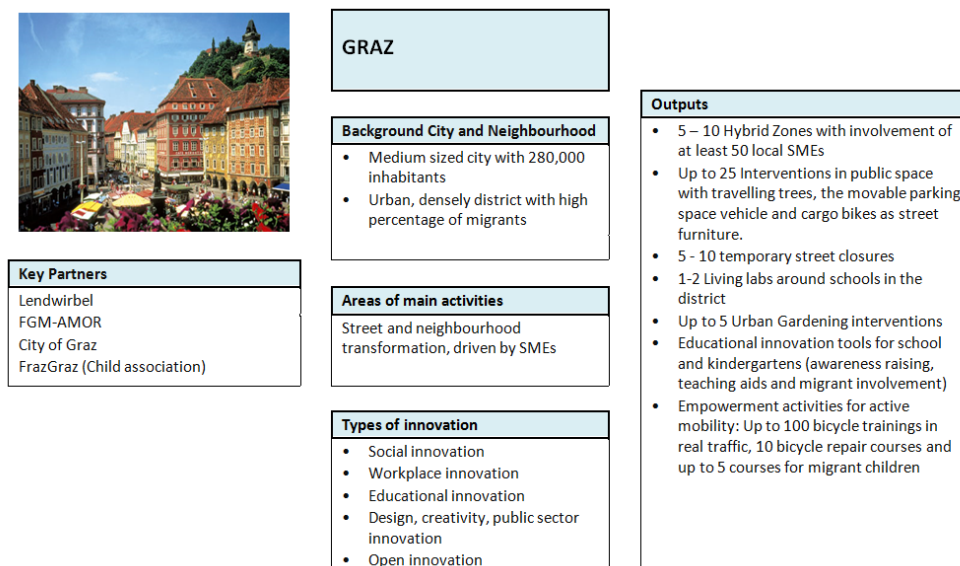 GRAZ
Background City and Neighbourhood
• Medium sized city with 280,000
inhabitants
• Urban, densely district with high
percentage of migrants
Key Partners
Lendwirbel
FGM-AMOR
City of Graz
FrazGraz (Child association)
Areas of main activities
Street and neighbourhood
transformation, driven by SMEs
Types of innovation
• Social innovation
• Workplace innovation
• Educational innovation
• Design, creativity, public sector
innovation
• Open innovation
Outputs
• 5 – 10 Hybrid Zones with involvement of
at least 50 local SMEs
• Up to 25 Interventions in public space
with travelling trees, the movable parking
space vehicle and cargo bikes as street
furniture.
• 5 - 10 temporary street closures
• 1-2 Living labs around schools in the
district
• Up to 5 Urban Gardening interventions
• Educational innovation tools for school
and kindergartens (awareness raising,
teaching aids and migrant involvement)
• Empowerment activities for active
mobility: Up to 100 bicycle trainings in
real traffic, 10 bicycle repair courses and
up to 5 courses for migrant children